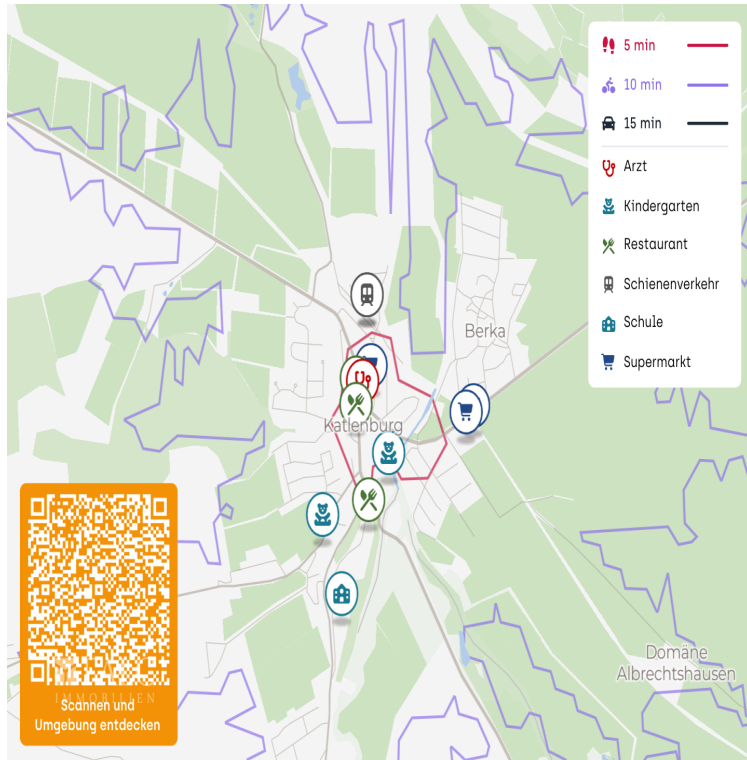 5 min
10 min
15 min
Arzt
Kindergarten
Restaurant
Schienenverkehr
Schule
Supermarkt
Berka
Katlenburg
Domäne
Albrechtshausen
IMMOBILIEN
Scannen und
Umgebung entdecken